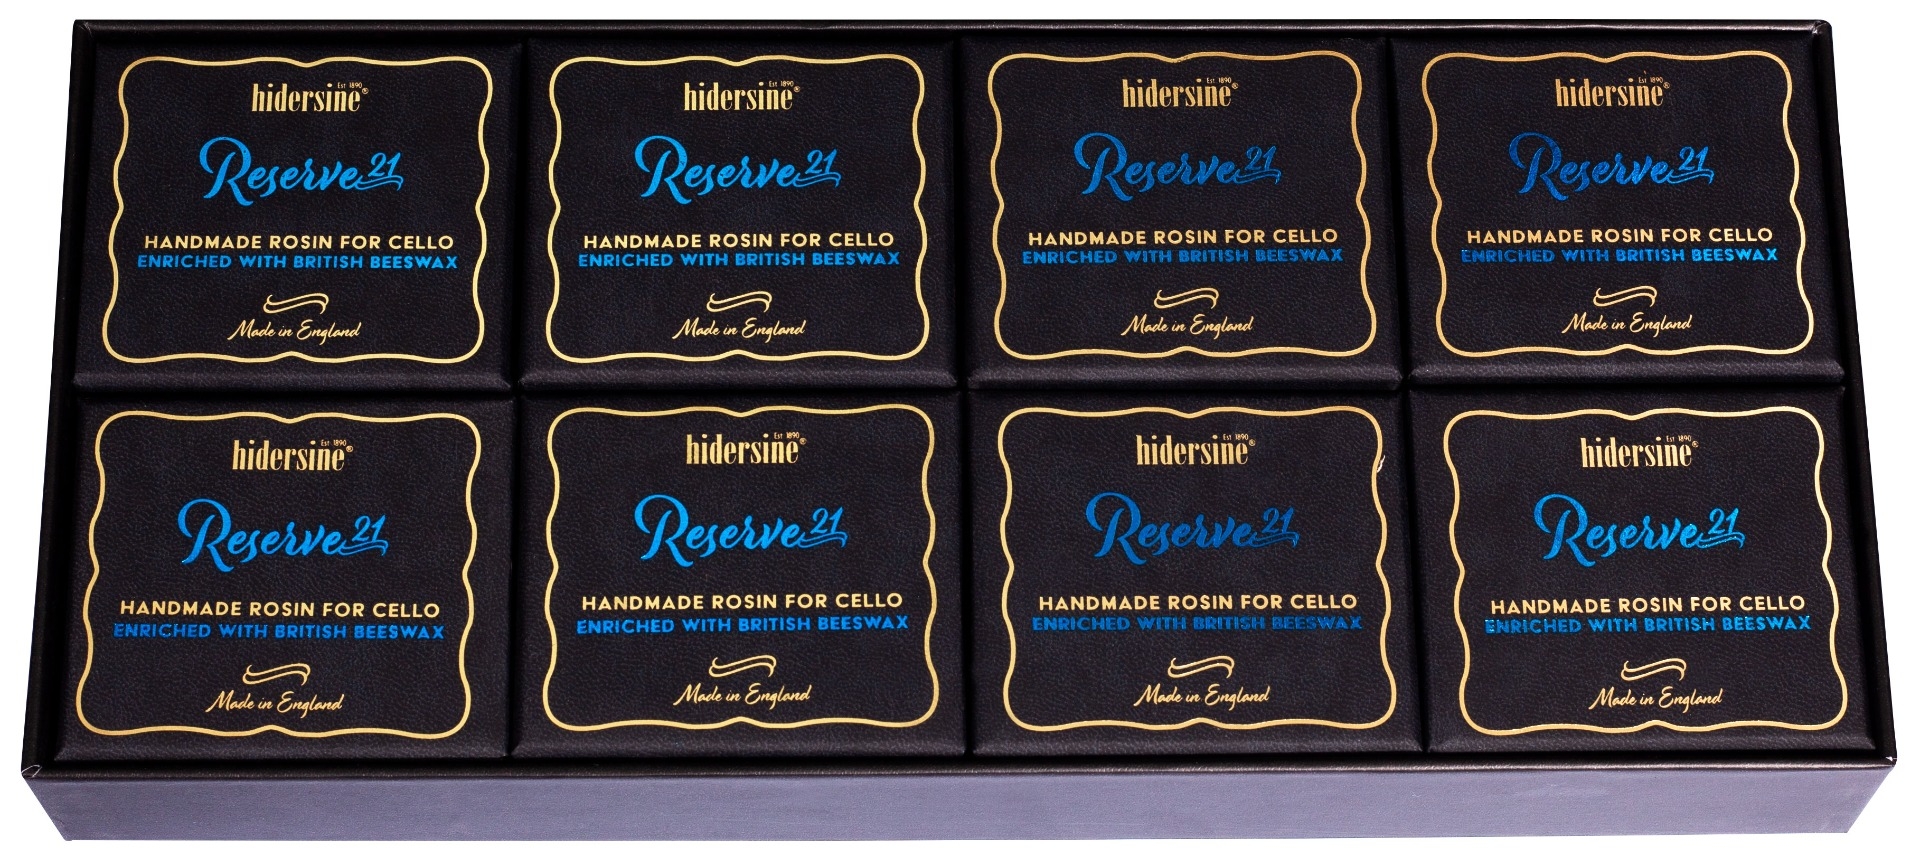 hidersine®
Est 1890
Reserve 21
HANDMADE ROSIN FOR CELLO
ENRICHED WITH BRITISH BEESWAX
Made in England
hidersine®
Est 1890
Reserve 21
HANDMADE ROSIN FOR CELLO
ENRICHED WITH BRITISH BEESWAX
Made in England
hidersine®
Est 1890
Reserve 21
HANDMADE ROSIN FOR CELLO
ENRICHED WITH BRITISH BEESWAX
Made in England
hidersine®
Est 1890
Reserve 21
HANDMADE ROSIN FOR CELLO
ENRICHED WITH BRITISH BEESWAX
Made in England
hidersine®
Est 1890
Reserve 21
HANDMADE ROSIN FOR CELLO
ENRICHED WITH BRITISH BEESWAX
Made in England
hidersine®
Est 1890
Reserve 21
HANDMADE ROSIN FOR CELLO
ENRICHED WITH BRITISH BEESWAX
Made in England
hidersine®
Est 1890
Reserve 21
HANDMADE ROSIN FOR CELLO
ENRICHED WITH BRITISH BEESWAX
Made in England
hidersine®
Est 1890
Reserve 21
HANDMADE ROSIN FOR CELLO
ENRICHED WITH BRITISH BEESWAX
Made in England